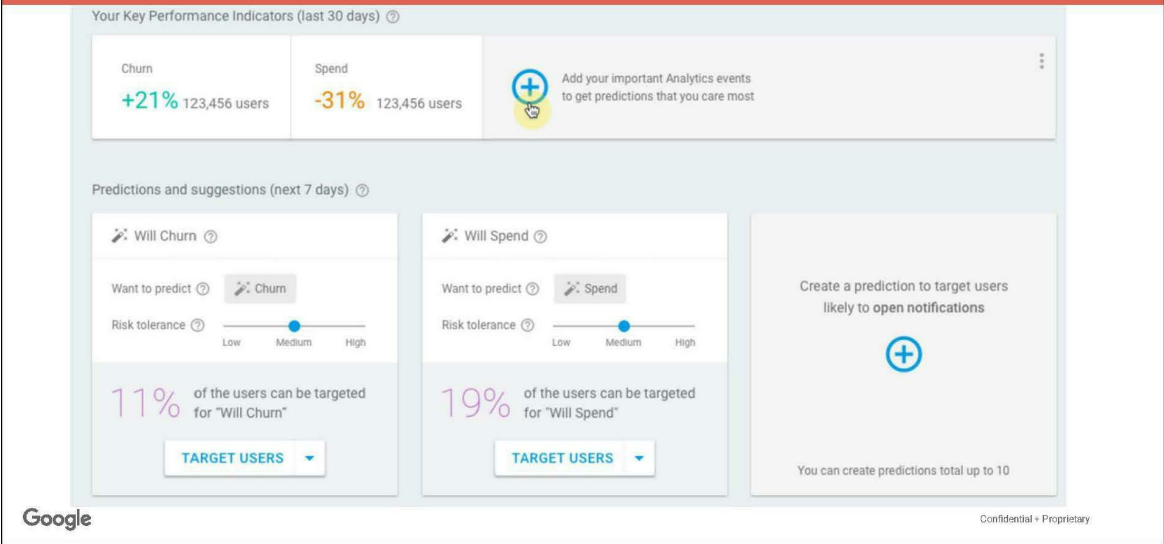 Your Key Performance Indicators (last 30 days)
Churn
+21% 123,456 users
Spend
-31% 123,456 users
Add your important Analytics events
to get predictions that you care most
Predictions and suggestions (next 7 days)
Will Churn
Want to predict
Churn
Risk tolerance
Low Medium High
11% of the users can be targeted
for "Will Churn"
TARGET USERS
Will Spend
Want to predict
Spend
Risk tolerance
Low Medium High
19% of the users can be targeted
for "Will Spend"
TARGET USERS
Create a prediction to target users
likely to open notifications
You can create predictions total up to 10
Google
Confidential + Proprietary